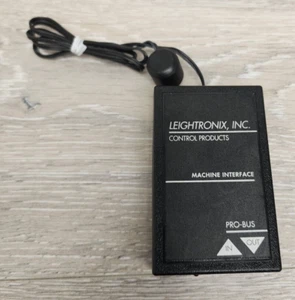 LEIGHTRONIX, INC.
CONTROL PRODUCTS
MACHINE INTERFACE
PRO-BUS
IN OUT